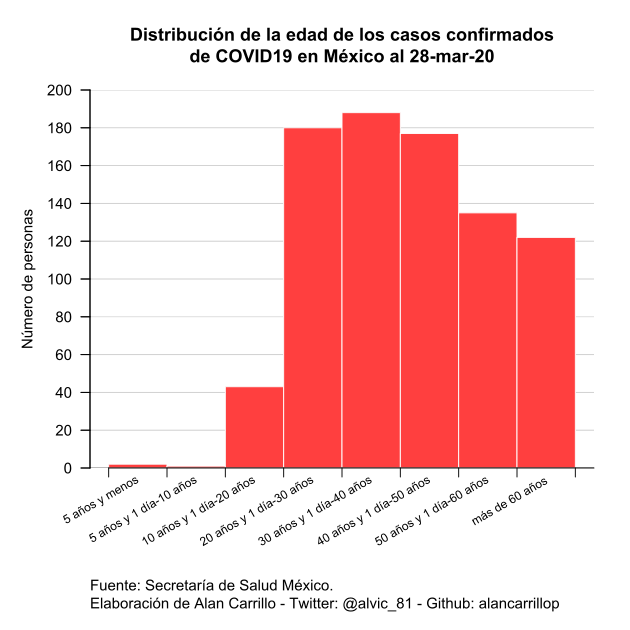 Distribución de la edad de los casos confirmados
de COVID19 en México al 28-mar-20
Número de personas
200
180
160
140
120
100
80
60
40
20
0
5 años y menos
5 años y 1 día-10 años
10 años y 1 día-20 años
20 años y 1 día-30 años
30 años y 1 día-40 años
40 años y 1 día-50 años
50 años y 1 día-60 años
más de 60 años
Fuente: Secretaría de Salud México.
Elaboración de Alan Carrillo - Twitter: @alvic_81 - Github: alancarrillop